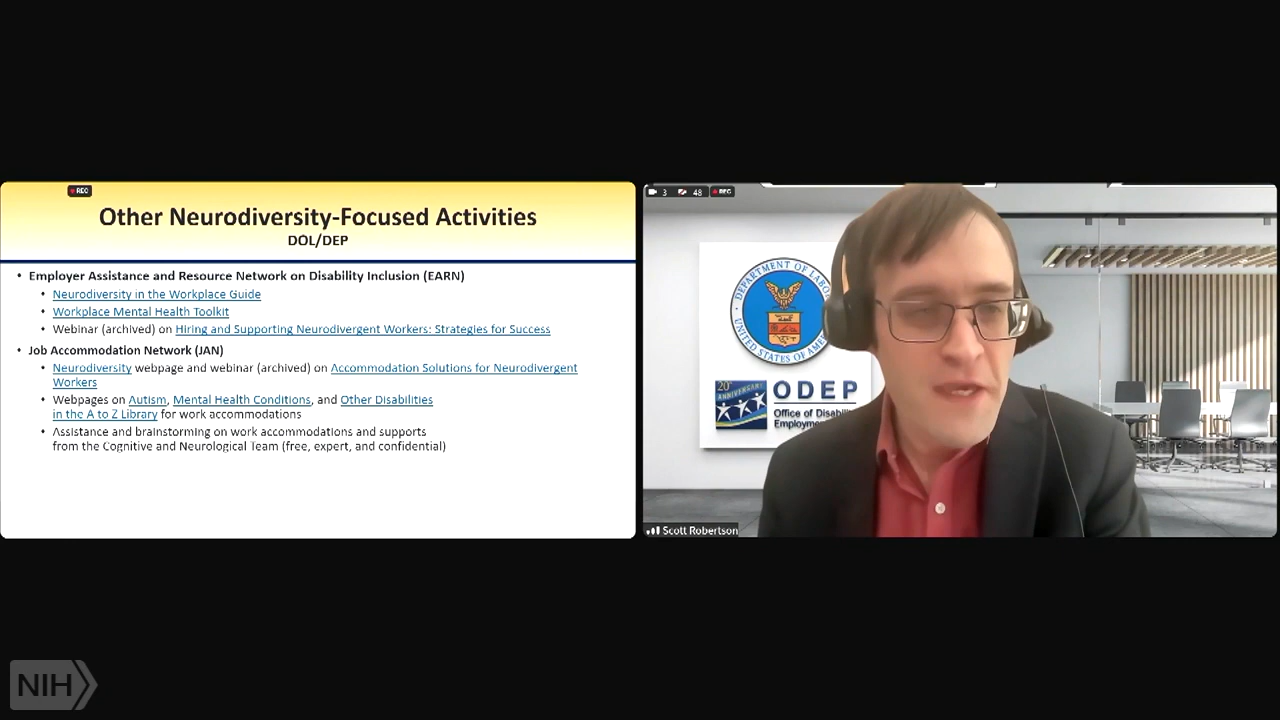 REC
Other Neurodiversity-Focused Activities
DOL/DEP
• Employer Assistance and Resource Network on Disability Inclusion (EARN)
• Neurodiversity in the Workplace Guide
• Workplace Mental Health Toolkit
• Webinar (archived) on Hiring and Supporting Neurodivergent Workers: Strategies for Success
• Job Accommodation Network (JAN)
• Neurodiversity webpage and webinar (archived) on Accommodation Solutions for Neurodivergent
Workers
• Webpages on Autism, Mental Health Conditions, and Other Disabilities
in the A to Z Library for work accommodations
• Assistance and brainstorming on work accommodations and supports
from the Cognitive and Neurological Team (free, expert, and confidential)
3 48 REC
DEPARTMENT OF LABOR
UNITED STATES OF AMERICA
20th ANNIVERSARY
ODEP
Office of Disabil
Employment
Scott Robertson
NIH